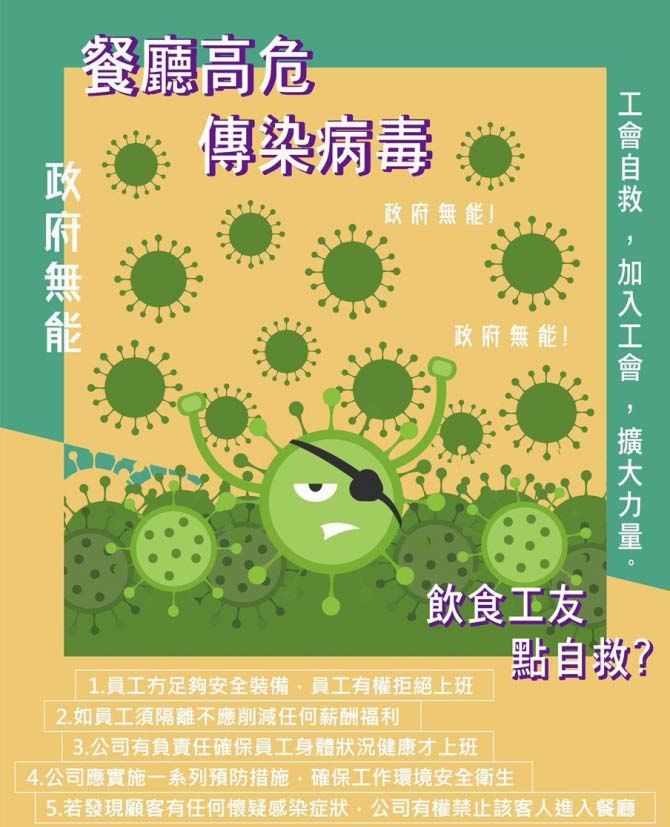 餐廳高危
傳染病毒
政府無能
政府無能!
政府無能!
工會自救，加入工會，擴大力量。
飲食工友
點自救?
1.員工冇足夠安全裝備，員工有權拒絕上班
2.如員工須隔離不應削減任何薪酬福利
3.公司有負責任確保員工身體狀況健康才上班
4.公司應實施一系列預防措施，確保工作環境安全衛生
5.若發現顧客有任何懷疑感染症狀，公司有權禁止該客人進入餐廳